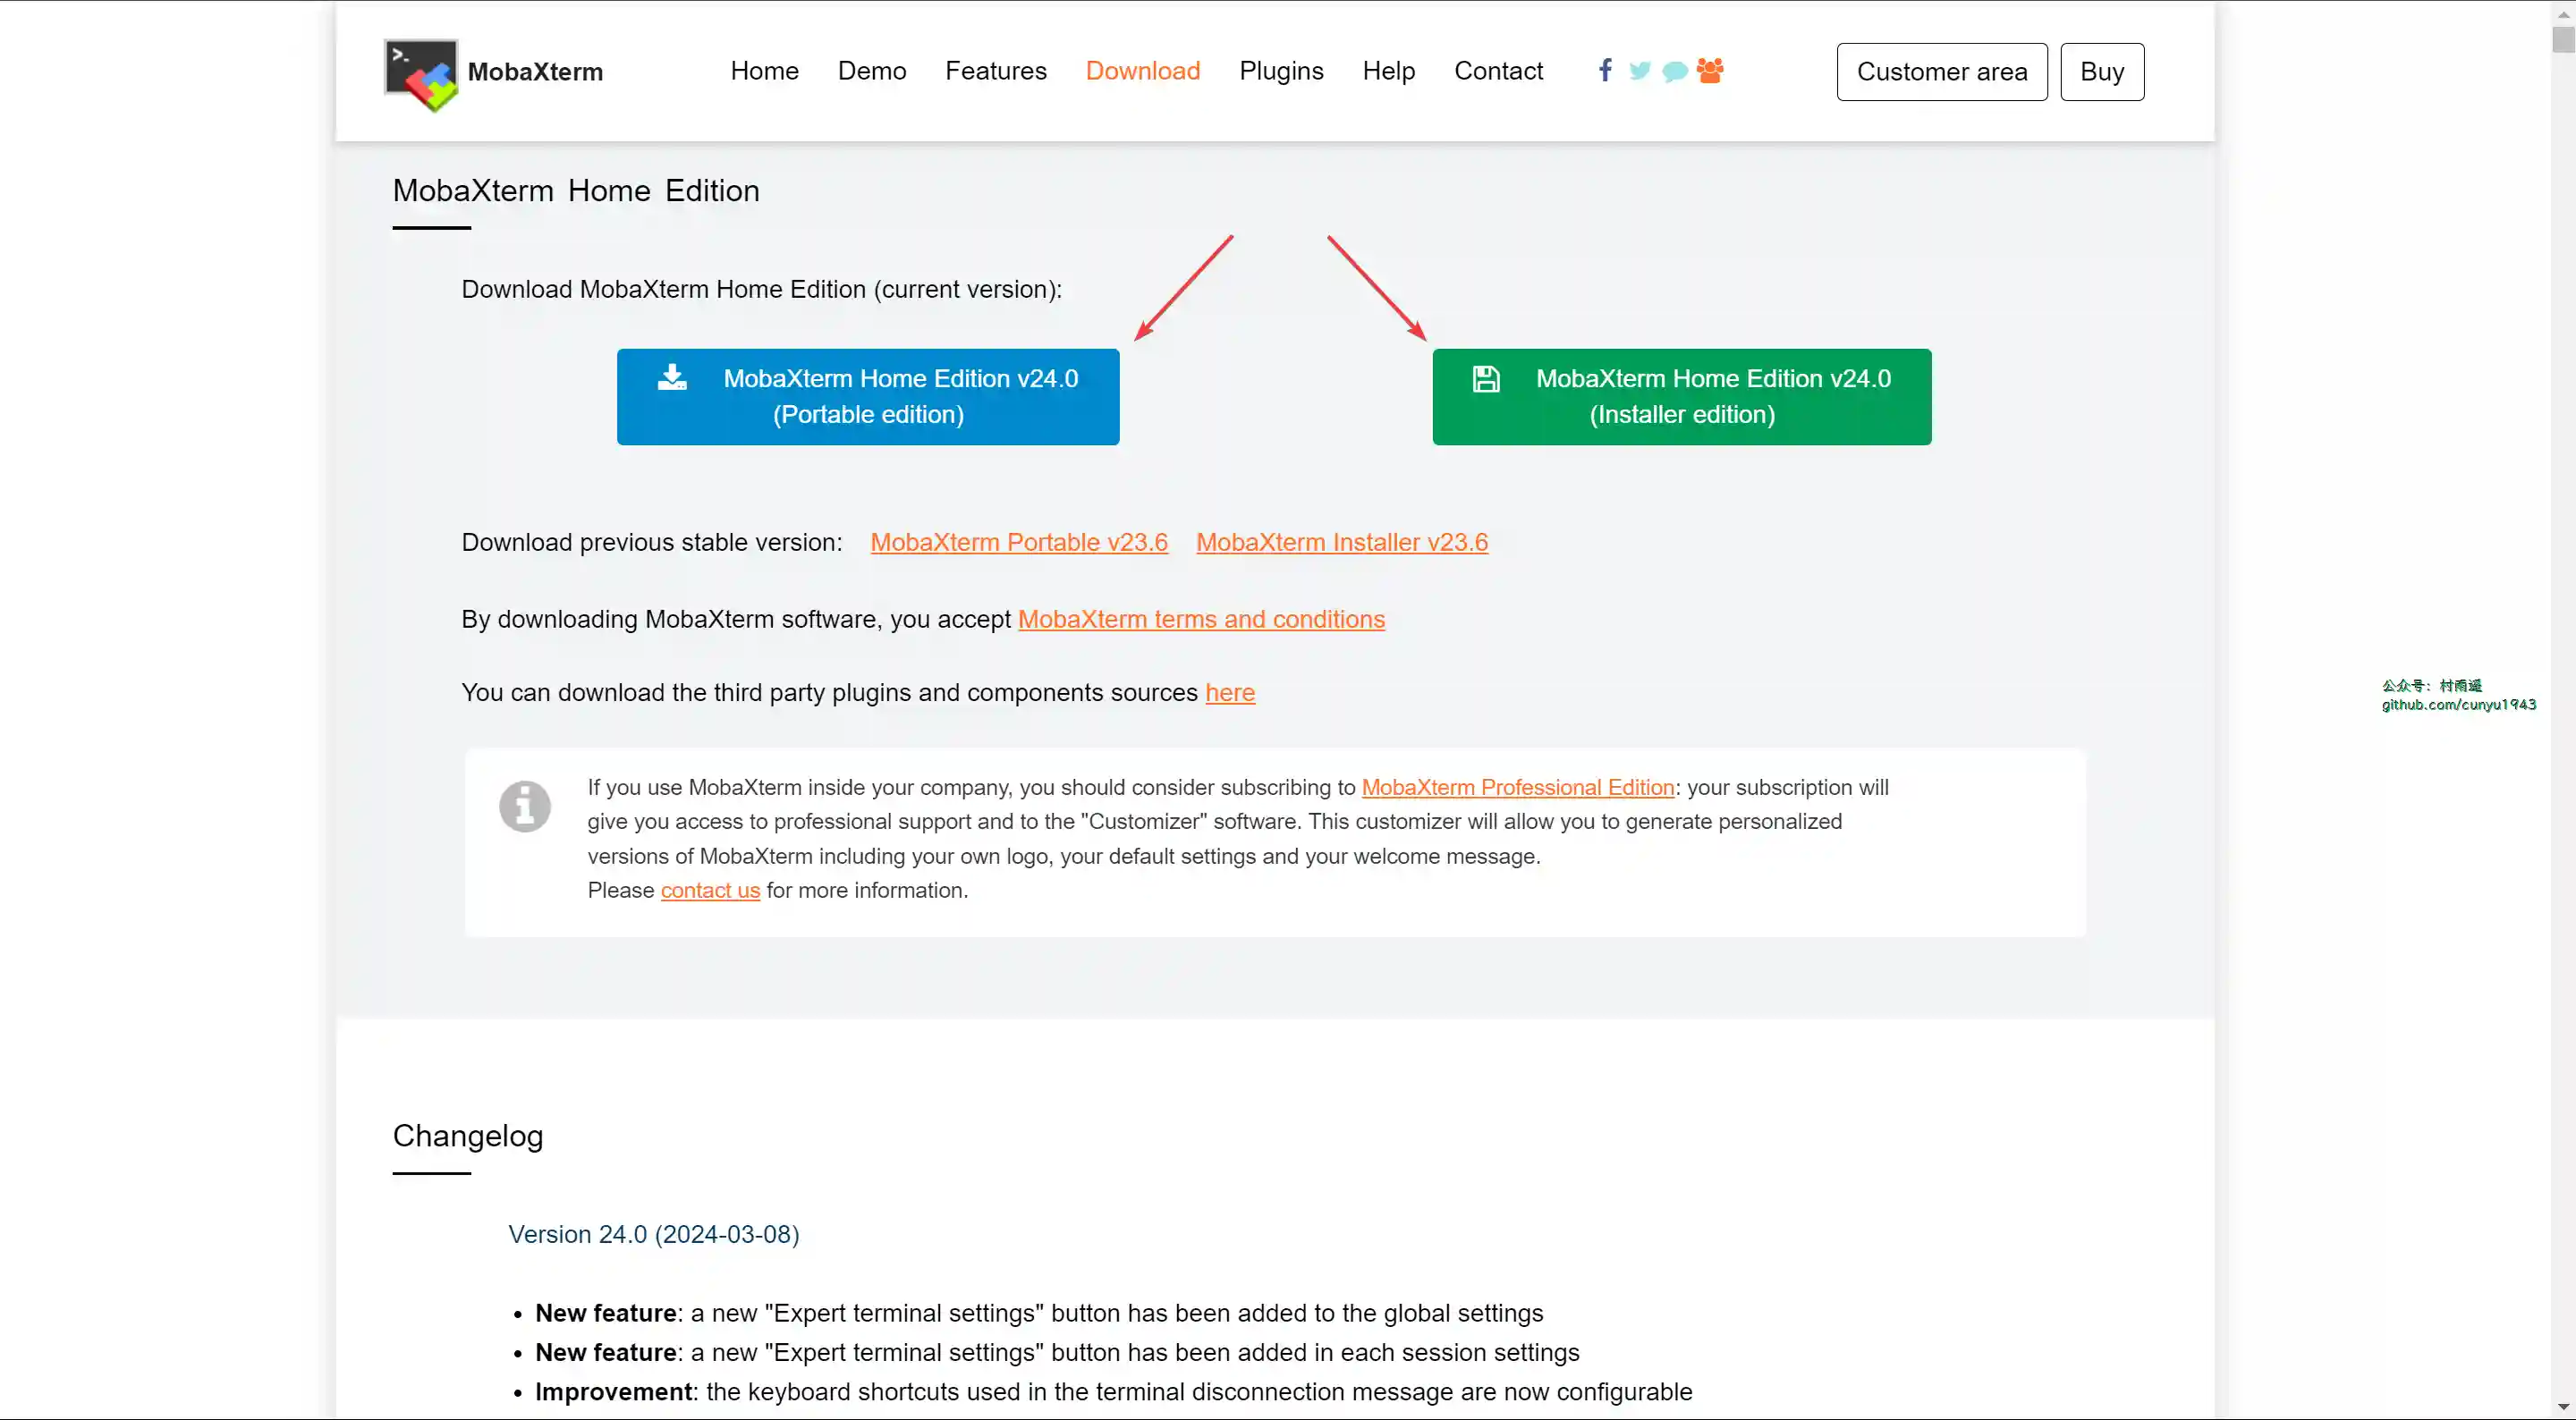 MobaXterm
Home Demo Features Download Plugins Help Contact
Customer area Buy
MobaXterm Home Edition
Download MobaXterm Home Edition (current version):
MobaXterm Home Edition v24.0
(Portable edition)
MobaXterm Home Edition v24.0
(Installer edition)
Download previous stable version: MobaXterm Portable v23.6 MobaXterm Installer v23.6
By downloading MobaXterm software, you accept MobaXterm terms and conditions
You can download the third party plugins and components sources here
公众号：村雨遥
github.com/cunyu1943
If you use MobaXterm inside your company, you should consider subscribing to MobaXterm Professional Edition: your subscription will
give you access to professional support and to the "Customizer" software. This customizer will allow you to generate personalized
versions of MobaXterm including your own logo, your default settings and your welcome message.
Please contact us for more information.
Changelog
Version 24.0 (2024-03-08)
• New feature: a new "Expert terminal settings" button has been added to the global settings
• New feature: a new "Expert terminal settings" button has been added in each session settings
• Improvement: the keyboard shortcuts used in the terminal disconnection message are now configurable